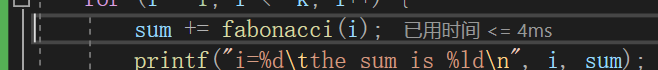 for (i = 1; i < k; i++) {
sum += fabonacci(i); 已用时间 <= 4ms
printf("i=%d\tthe sum is %ld\n", i, sum);